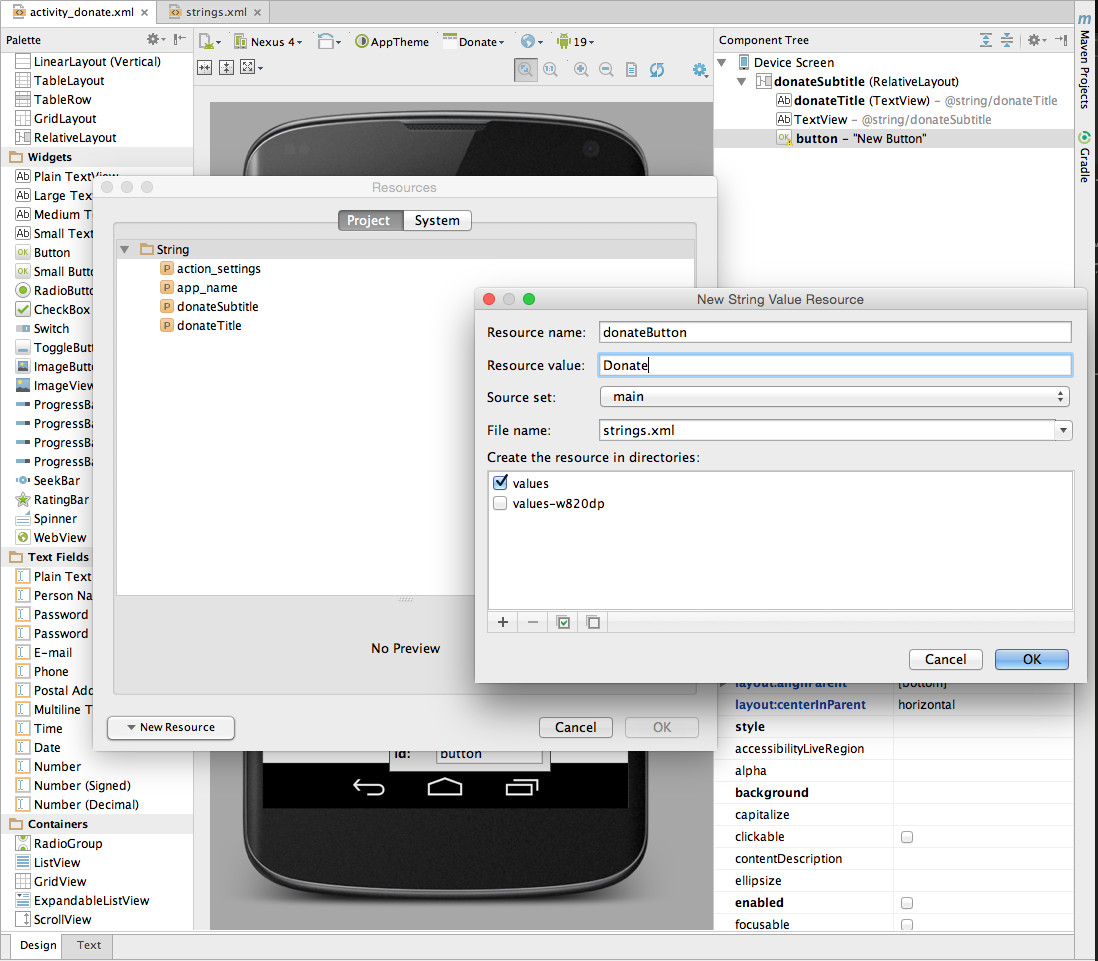 activity_donate.xml
strings.xml
Palette
Nexus 4
AppTheme
Donate
19
Component Tree
LinearLayout (Vertical)
TableLayout
TableRow
GridLayout
RelativeLayout
Widgets
Plain TextView
Large Tex
Medium T
Small Text
Button
Small Butto
RadioButto
CheckBox
Switch
ToggleButt
ImageButto
ImageView
ProgressBa
ProgressBa
ProgressBa
ProgressBa
SeekBar
RatingBar
Spinner
WebView
Text Fields
Plain Text
Person Na
Password
Password
E-mail
Phone
Postal Add
Multiline T
Time
Date
Number
Number (Signed)
Number (Decimal)
Containers
RadioGroup
ListView
GridView
ExpandableListView
ScrollView
Design
Text
Device Screen
donateSubtitle (RelativeLayout)
Ab donateTitle (TextView) – @string/donateTitle
Ab TextView – @string/donateSubtitle
OK button – "New Button"
m
Maven Projects
Gradle
Resources
Project
System
String
P action_settings
P app_name
P donateSubtitle
P donateTitle
No Preview
New Resource
Cancel
OK
New String Value Resource
Resource name: donateButton
Resource value: Donate
Source set: main
File name: strings.xml
Create the resource in directories:
values
values-w820dp
Cancel
OK
id: button
layout:alignParent [bottom]
layout:centerInParent horizontal
style
accessibilityLiveRegion
alpha
background
capitalize
clickable
contentDescription
ellipsize
enabled
focusable